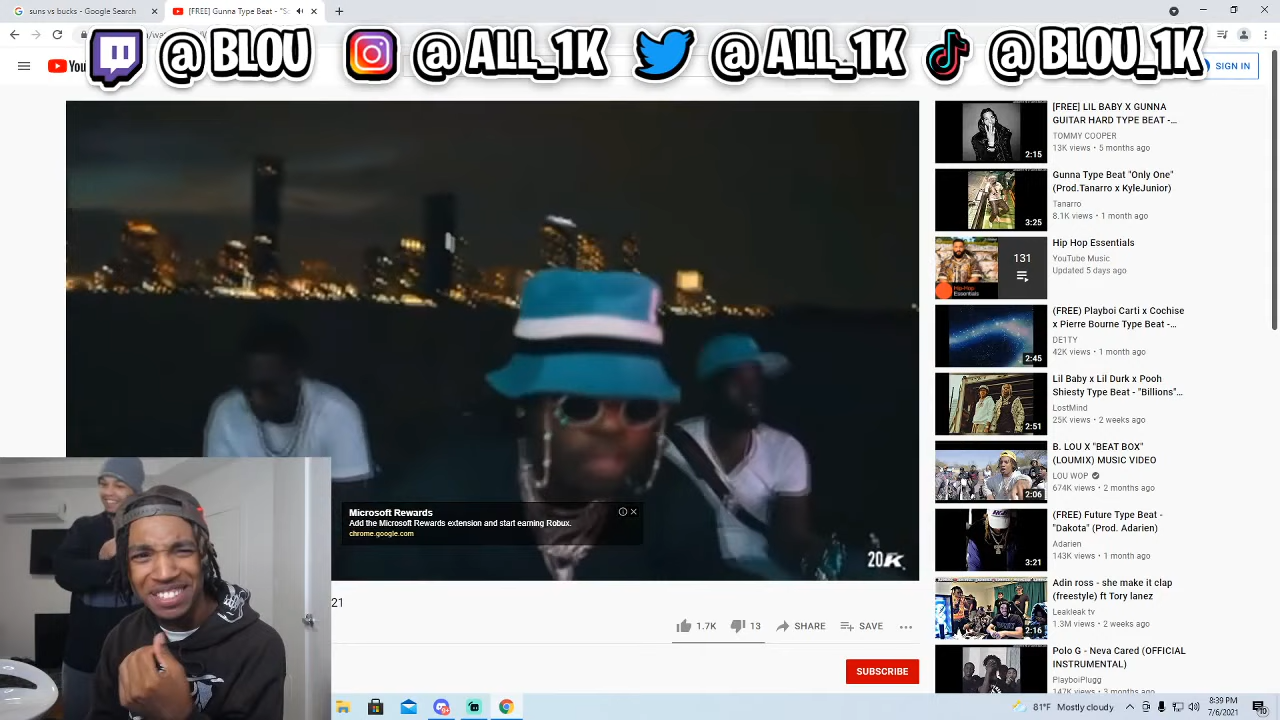 suns vs bucks - Google Search
[FREE] Gunna Type Beat - "S
@ BLOU
@ ALL_1K
@ ALL_1K
@ BLOU_1K
SIGN IN
[FREE] LIL BABY X GUNNA
GUITAR HARD TYPE BEAT -...
TOMMY COOPER
13K views • 5 months ago
2:15
Gunna Type Beat "Only One"
(Prod.Tanarro x KyleJunior)
Tanarro
8.1K views • 1 month ago
3:25
Hip Hop Essentials
YouTube Music
Updated 5 days ago
131
Hip-Hop
Essentials
(FREE) Playboi Carti x Cochise
x Pierre Bourne Type Beat -...
DE1TY
42K views • 1 month ago
2:45
Lil Baby x Lil Durk x Pooh
Shiesty Type Beat - "Billions"...
LostMind
25K views • 2 weeks ago
2:51
B. LOU X "BEAT BOX"
(LOUMIX) MUSIC VIDEO
LOU WOP
674K views • 2 months ago
2:06
(FREE) Future Type Beat -
"Dakota" (Prod. Adarien)
Adarien
143K views • 1 month ago
3:21
Adin ross - she make it clap
(freestyle) ft Tory lanez
Leakleak tv
1.3M views • 2 weeks ago
2:16
Polo G - Neva Cared (OFFICIAL
INSTRUMENTAL)
PlayboiPlugg
147K views • 3 months ago
Microsoft Rewards
Add the Microsoft Rewards extension and start earning Robux.
chrome.google.com
20K
21
1.7K
13
SHARE
SAVE
SUBSCRIBE
81°F Mostly cloudy
8:39 PM
7/6/2021